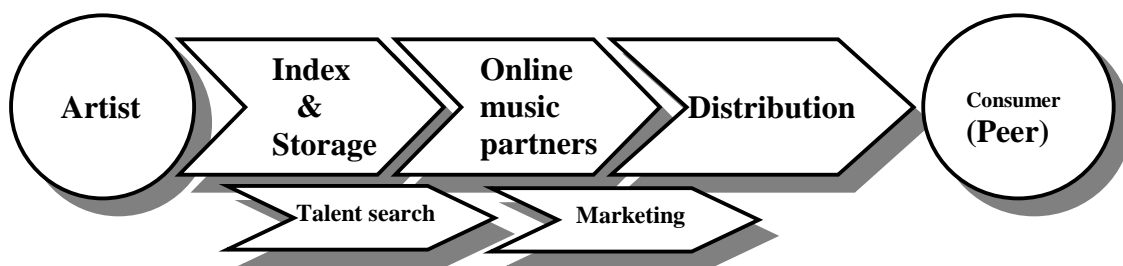 Artist
Index
&
Storage
Online
music
partners
Distribution
Consumer
(Peer)
Talent search
Marketing